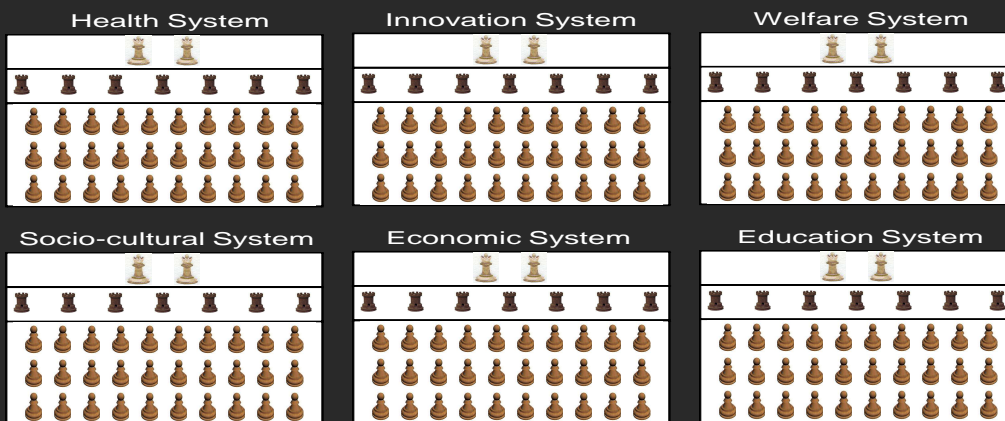 Health System
Innovation System
Welfare System
Socio-cultural System
Economic System
Education System